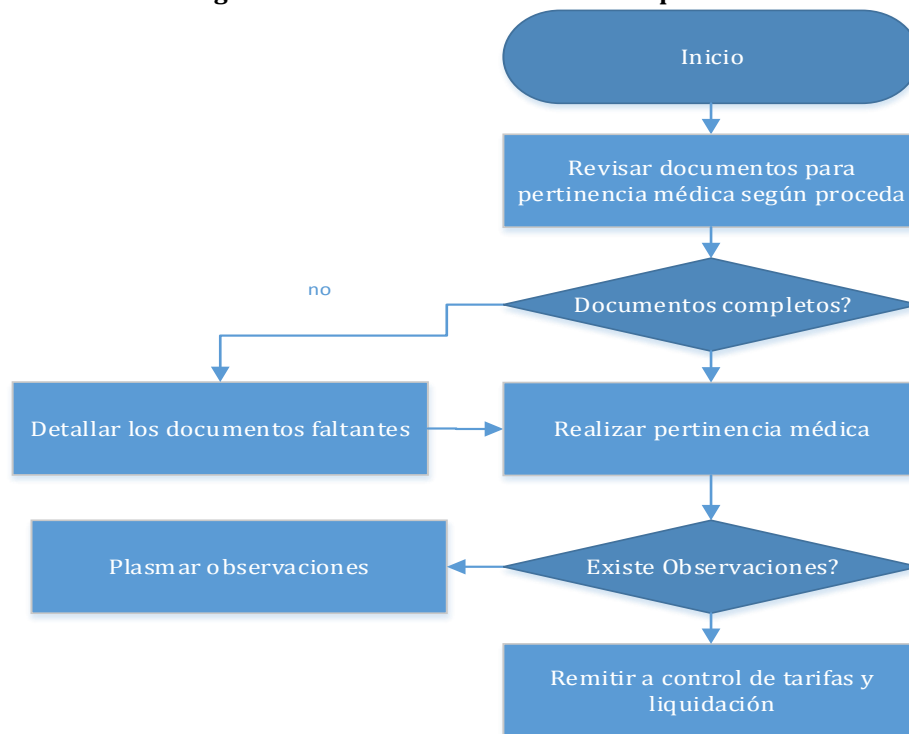 Inicio
Revisar documentos para
pertinencia médica según proceda
no
Documentos completos?
Detallar los documentos faltantes
Realizar pertinencia médica
Plasmar observaciones
Existe Observaciones?
Remitir a control de tarifas y
liquidación